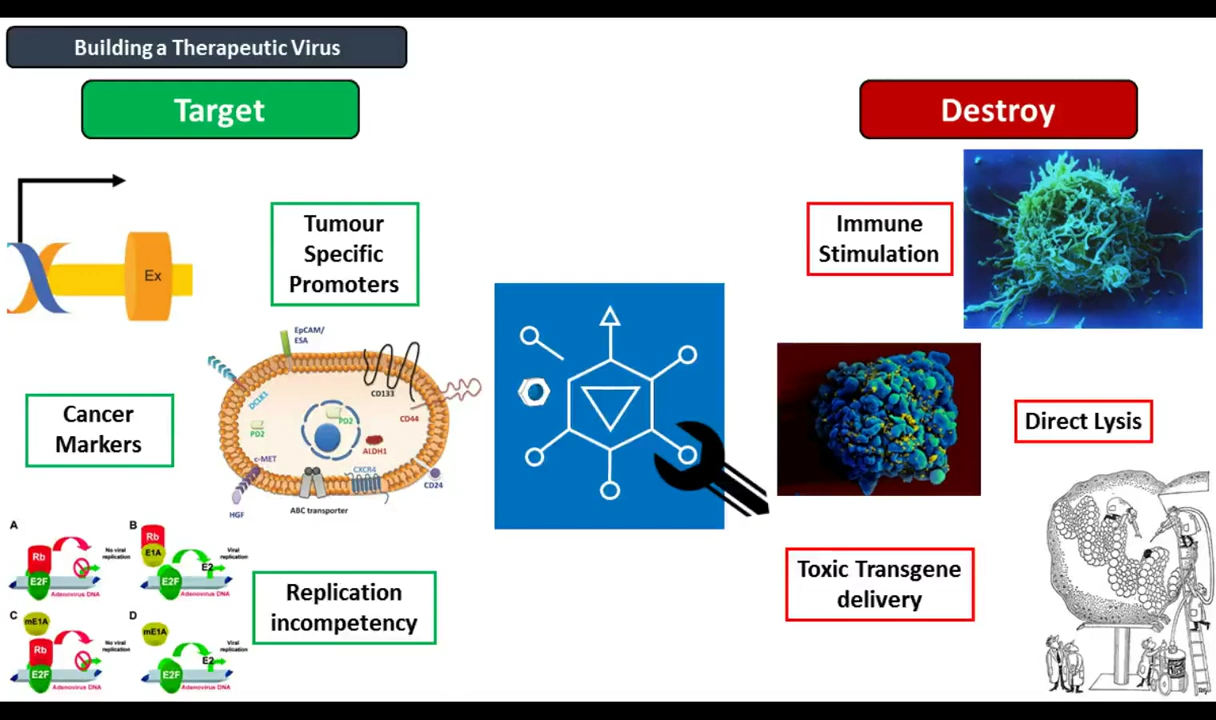 Building a Therapeutic Virus
Target
Destroy
Ex
Tumour
Specific
Promoters
Immune
Stimulation
EpCAM/
ESA
DCLK1
CD133
CD44
PD2
PD2
ALDH1
c-MET
CXCR4
CD24
HGF
ABC transporter
Cancer
Markers
Direct Lysis
A
Rb
E2F
No viral
replication
Adenovirus DNA
B
Rb
E1A
E2F
E2
Viral
replication
Adenovirus DNA
C
mE1A
Rb
E2F
No viral
replication
Adenovirus DNA
D
mE1A
E2F
E2
Viral
replication
Adenovirus DNA
Replication
incompetency
Toxic Transgene
delivery